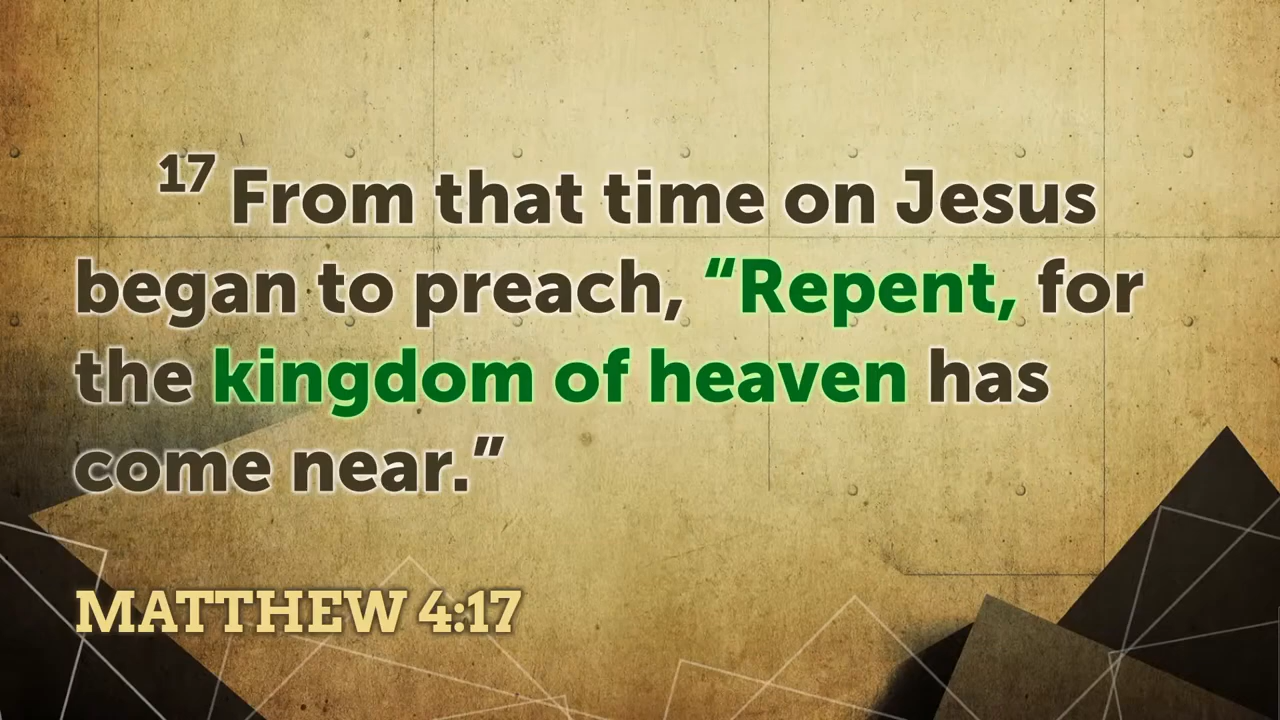 17 From that time on Jesus
began to preach, “Repent, for
the kingdom of heaven has
come near.”
MATTHEW 4:17